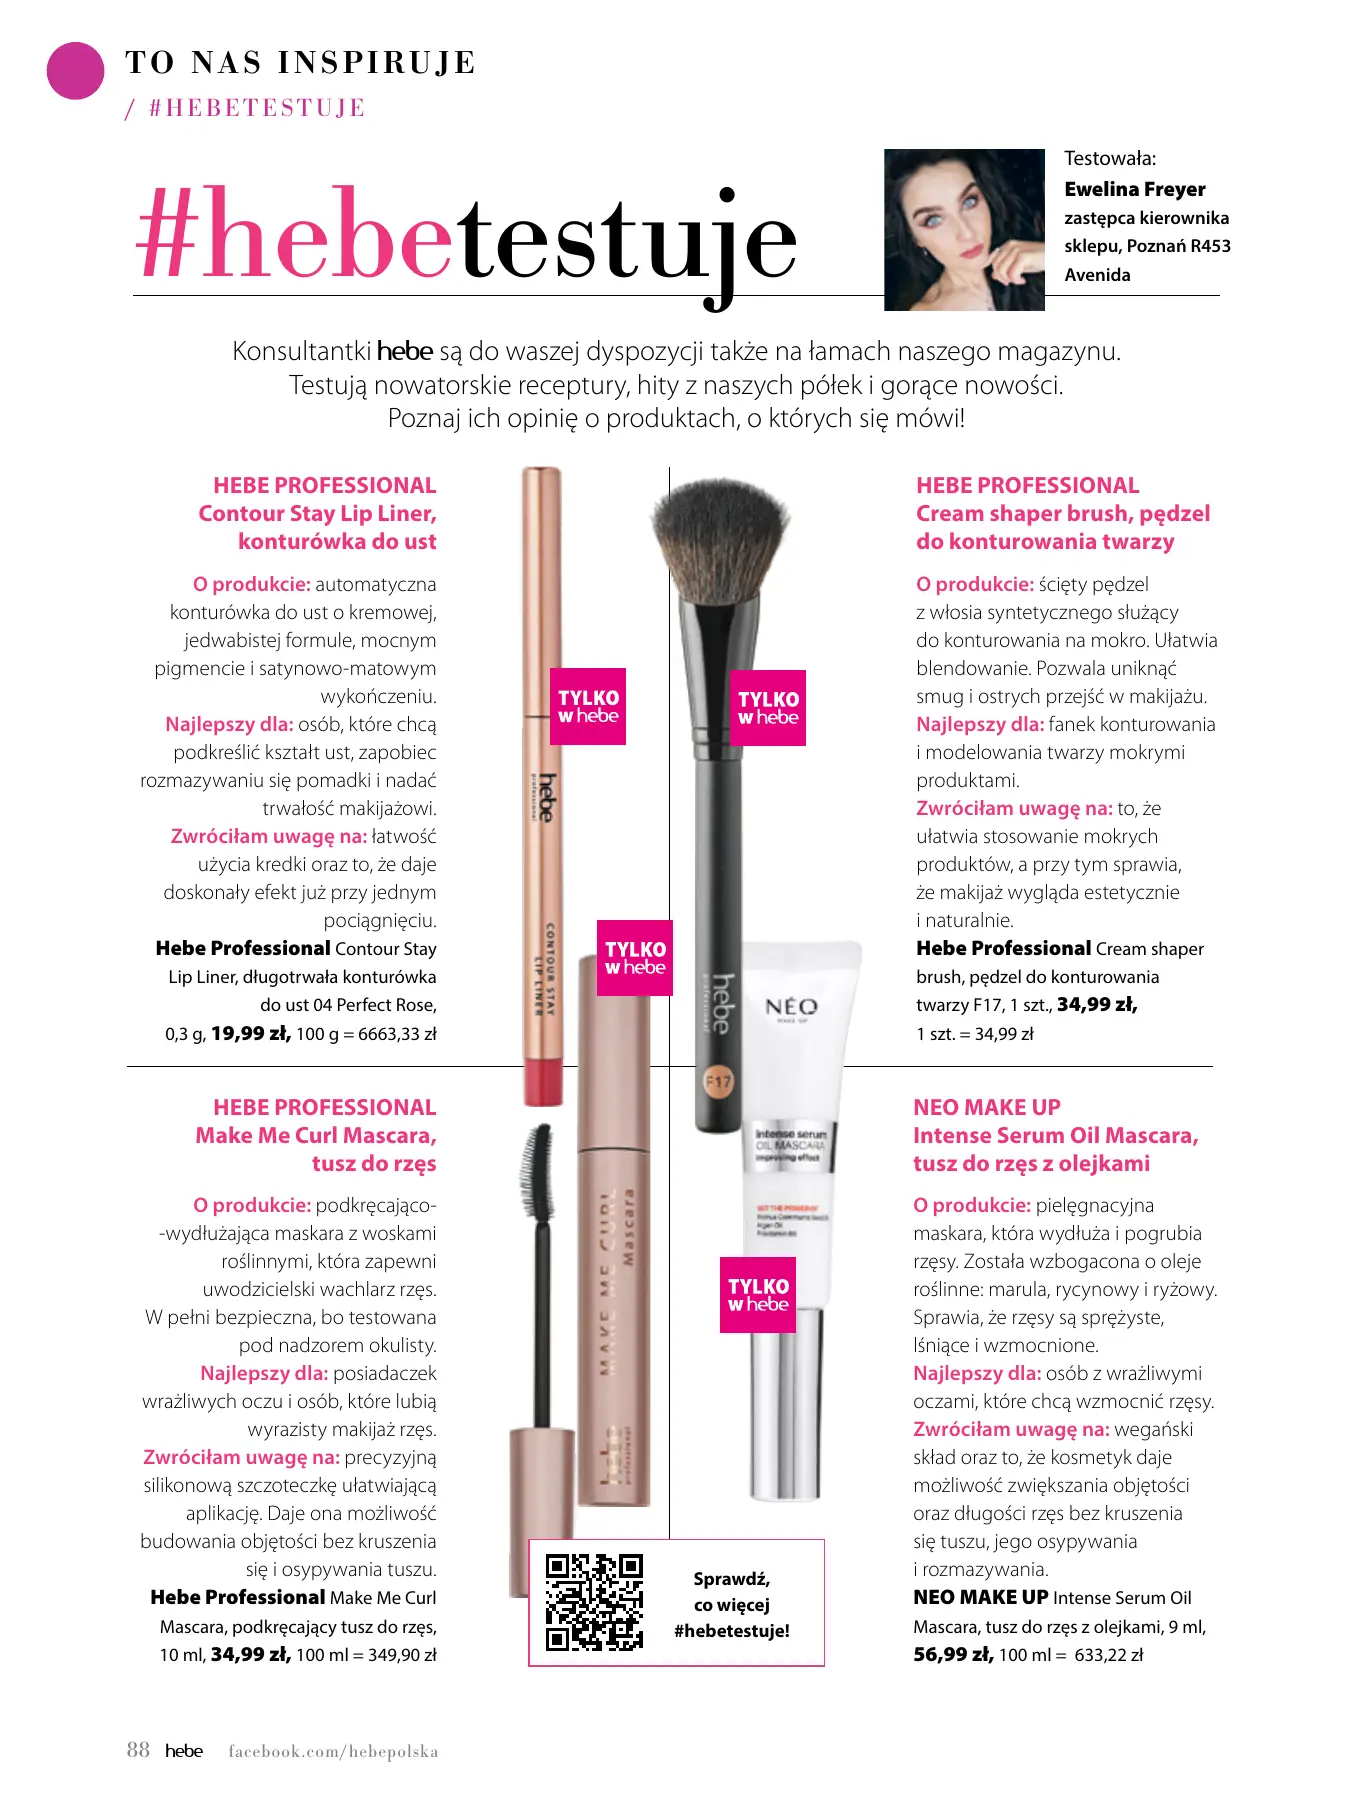 TO NAS INSPIRUJE
/ #HEBETESTUJE
#hebetestuje
Testowała:
Ewelina Freyer
zastępca kierownika
sklepu, Poznań R453
Avenida
Konsultantki hebe są do waszej dyspozycji także na łamach naszego magazynu.
Testują nowatorskie receptury, hity z naszych półek i gorące nowości.
Poznaj ich opinię o produktach, o których się mówi!
HEBE PROFESSIONAL
Contour Stay Lip Liner,
konturówka do ust
O produkcie: automatyczna
konturówka do ust o kremowej,
jedwabistej formule, mocnym
pigmencie i satynowo-matowym
wykończeniu.
Najlepszy dla: osób, które chcą
podkreślić kształt ust, zapobiec
rozmazywaniu się pomadki i nadać
trwałość makijażowi.
Zwróciłam uwagę na: łatwość
użycia kredki oraz to, że daje
doskonały efekt już przy jednym
pociągnięciu.
Hebe Professional Contour Stay
Lip Liner, długotrwała konturówka
do ust 04 Perfect Rose,
0,3 g, 19,99 zł, 100 g = 6663,33 zł
hebe
professional
CONTOUR STAY
LIP LINER
TYLKO
w hebe
HEBE PROFESSIONAL
Cream shaper brush, pędzel
do konturowania twarzy
O produkcie: ścięty pędzel
z włosia syntetycznego służący
do konturowania na mokro. Ułatwia
blendowanie. Pozwala uniknąć
smug i ostrych przejść w makijażu.
Najlepszy dla: fanek konturowania
i modelowania twarzy mokrymi
produktami.
Zwróciłam uwagę na: to, że
ułatwia stosowanie mokrych
produktów, a przy tym sprawia,
że makijaż wygląda estetycznie
i naturalnie.
Hebe Professional Cream shaper
brush, pędzel do konturowania
twarzy F17, 1 szt., 34,99 zł,
1 szt. = 34,99 zł
TYLKO
w hebe
hebe
professional
F17
HEBE PROFESSIONAL
Make Me Curl Mascara,
tusz do rzęs
O produkcie: podkręcająco-
-wydłużająca maskara z woskami
roślinnymi, która zapewni
uwodzicielski wachlarz rzęs.
W pełni bezpieczna, bo testowana
pod nadzorem okulisty.
Najlepszy dla: posiadaczek
wrażliwych oczu i osób, które lubią
wyrazisty makijaż rzęs.
Zwróciłam uwagę na: precyzyjną
silikonową szczoteczkę ułatwiającą
aplikację. Daje ona możliwość
budowania objętości bez kruszenia
się i osypywania tuszu.
Hebe Professional Make Me Curl
Mascara, podkręcający tusz do rzęs,
10 ml, 34,99 zł, 100 ml = 349,90 zł
TYLKO
w hebe
MAKE ME CURL
Mascara
hebe
professional
NEO MAKE UP
Intense Serum Oil Mascara,
tusz do rzęs z olejkami
O produkcie: pielęgnacyjna
maskara, która wydłuża i pogrubia
rzęsy. Została wzbogacona o oleje
roślinne: marula, rycynowy i ryżowy.
Sprawia, że rzęsy są sprężyste,
lśniące i wzmocnione.
Najlepszy dla: osób z wrażliwymi
oczami, które chcą wzmocnić rzęsy.
Zwróciłam uwagę na: wegański
skład oraz to, że kosmetyk daje
możliwość zwiększania objętości
oraz długości rzęs bez kruszenia
się tuszu, jego osypywania
i rozmazywania.
NEO MAKE UP Intense Serum Oil
Mascara, tusz do rzęs z olejkami, 9 ml,
56,99 zł, 100 ml = 633,22 zł
NÉO
MAKE UP
intense serum
OIL MASCARA
improving effect
TYLKO
w hebe
Sprawdź,
co więcej
#hebetestuje!
88 hebe facebook.com/hebepolska